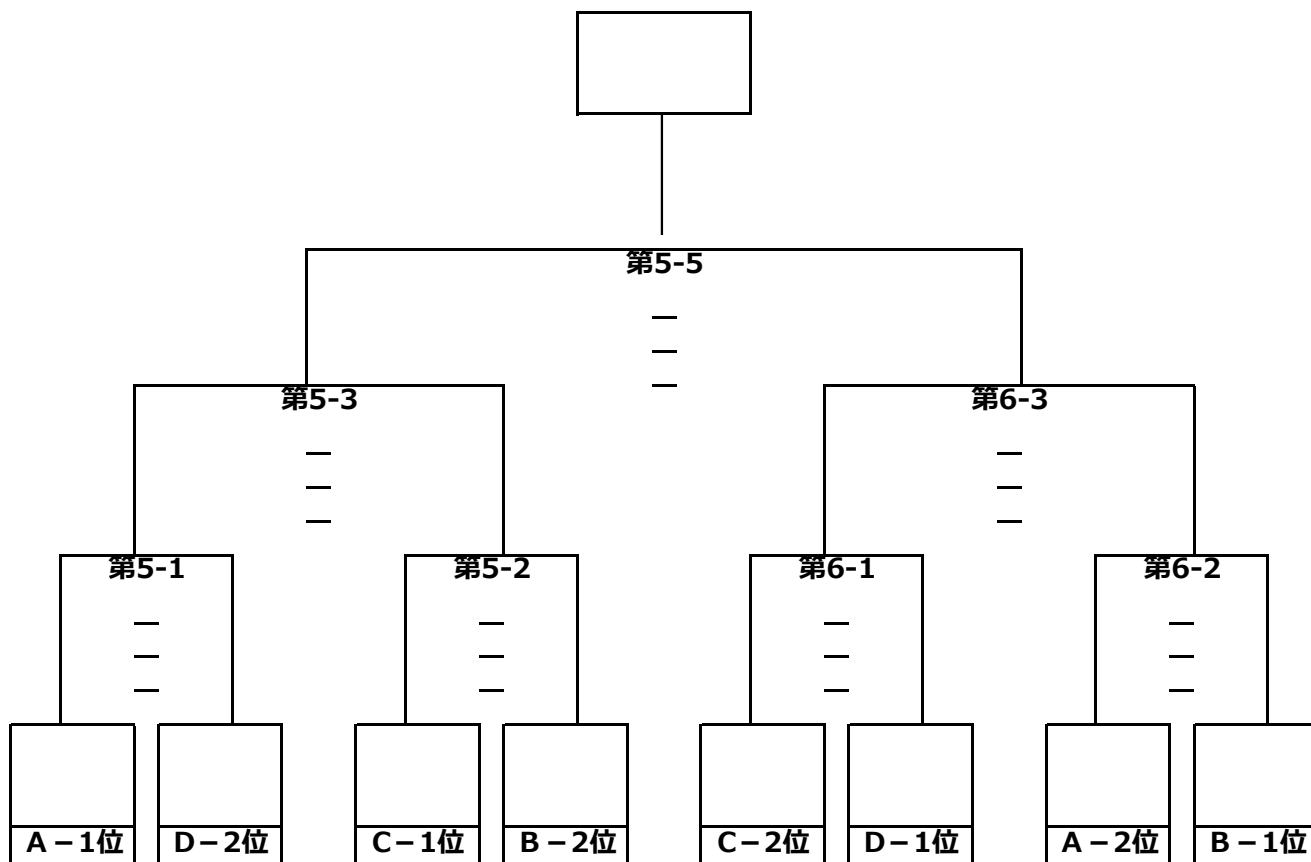 第5-5
第5-3
第6-3
第5-1
第5-2
第6-1
第6-2
A－1位
D－2位
C－1位
B－2位
C－2位
D－1位
A－2位
B－1位